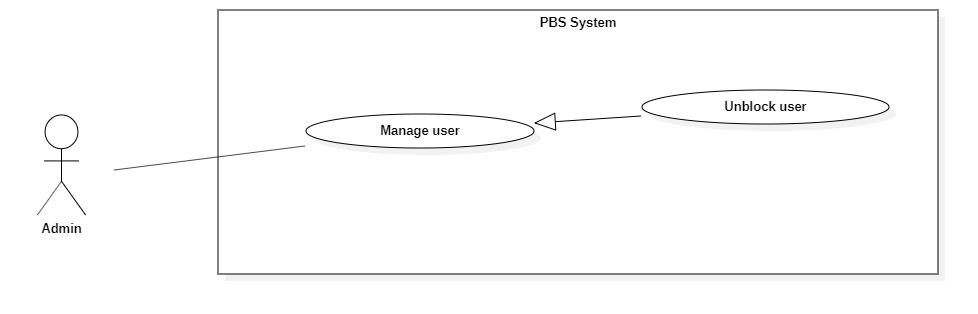 PBS System
Unblock user
Manage user
Admin